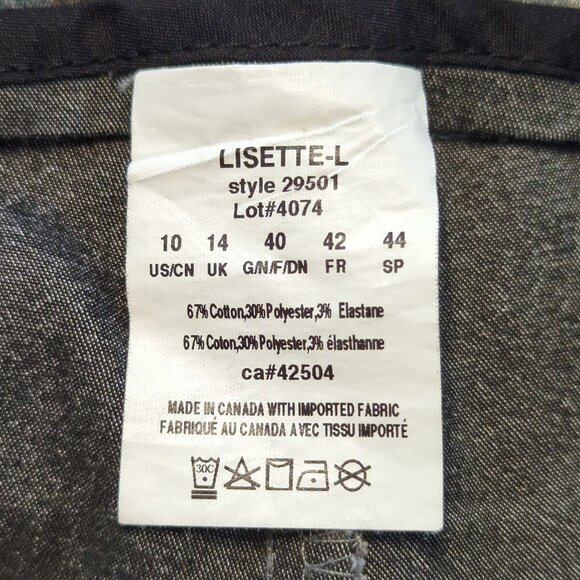 LISETTE-L
style 29501
Lot#4074
10 14 40 42 44
US/CN UK G/N/F/DN FR SP
67% Cotton,30%Polyester,3% Elastane
67% Coton,30%Polyester,3% élasthanne
ca#42504
MADE IN CANADA WITH IMPORTED FABRIC
FABRIQUÉ AU CANADA AVEC TISSU IMPORTÉ
30C